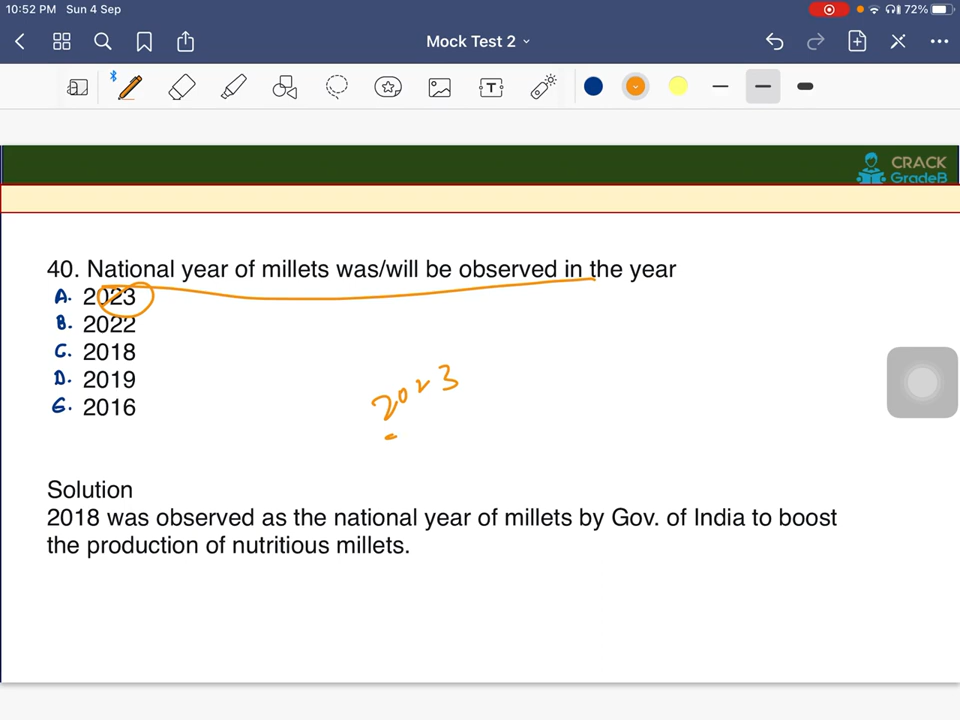 10:52 PM Sun 4 Sep
72%
Mock Test 2
T
CRACK
GradeB
40. National year of millets was/will be observed in the year
A. 2023
B. 2022
C. 2018
D. 2019
G. 2016
2023
Solution
2018 was observed as the national year of millets by Gov. of India to boost
the production of nutritious millets.